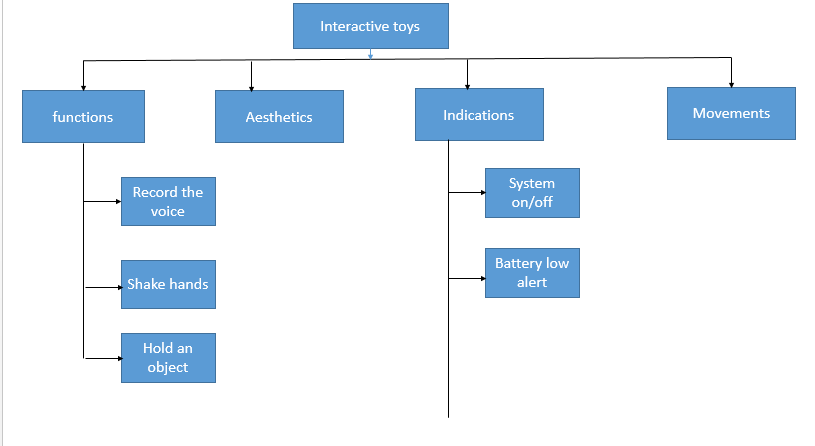 Interactive toys
functions
Aesthetics
Indications
Movements
Record the
voice
Shake hands
Hold an
object
System
on/off
Battery low
alert